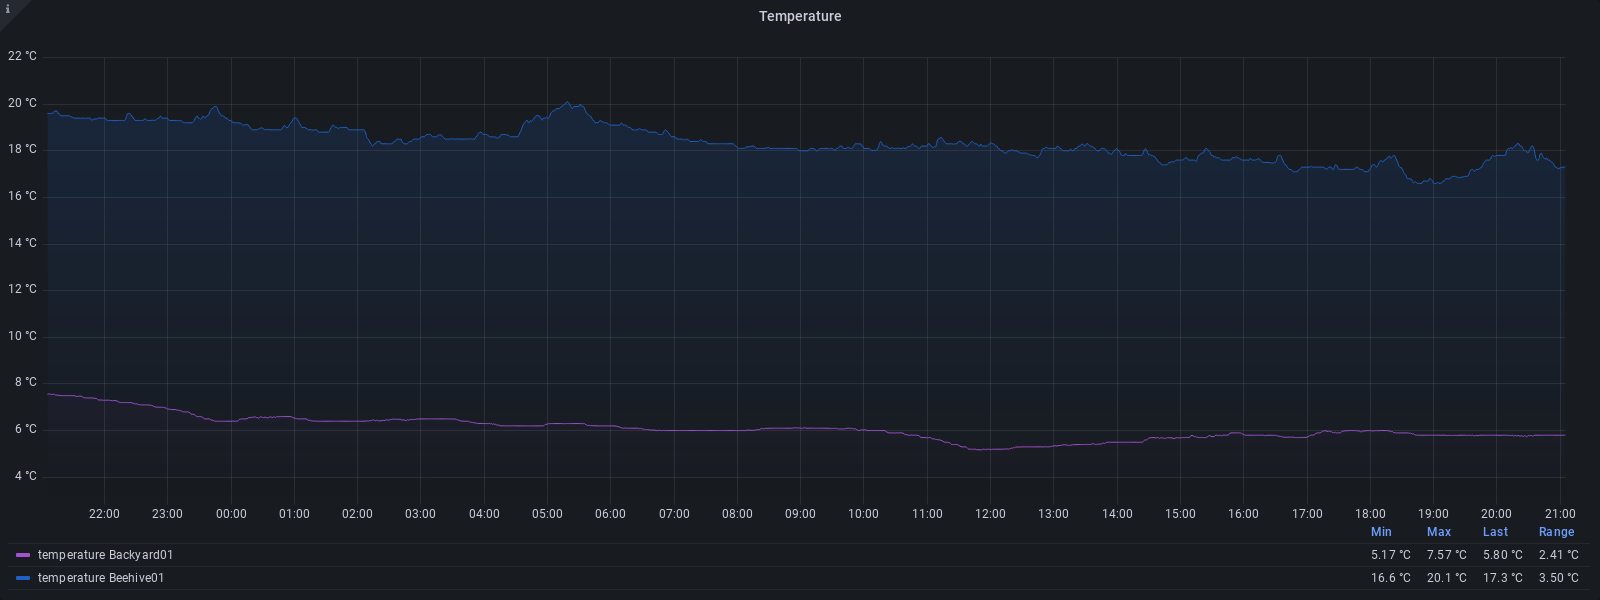 i
Temperature
22 °C
20 °C
18 °C
16 °C
14 °C
12 °C
10 °C
8 °C
6 °C
4 °C
22:00 23:00 00:00 01:00 02:00 03:00 04:00 05:00 06:00 07:00 08:00 09:00 10:00 11:00 12:00 13:00 14:00 15:00 16:00 17:00 18:00 19:00 20:00 21:00
Min Max Last Range
temperature Backyard01 5.17 °C 7.57 °C 5.80 °C 2.41 °C
temperature Beehive01 16.6 °C 20.1 °C 17.3 °C 3.50 °C